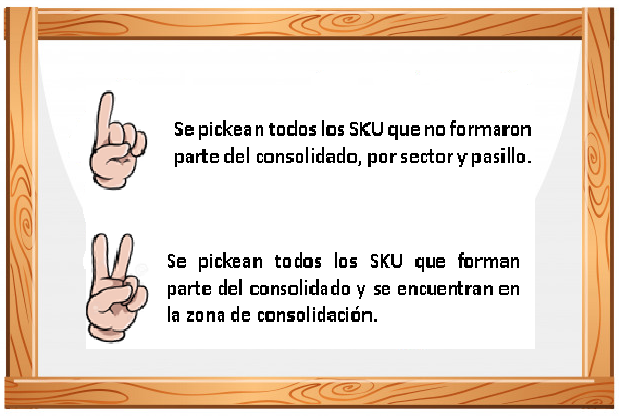 Se pickean todos los SKU que no formaron
parte del consolidado, por sector y pasillo.
Se pickean todos los SKU que forman
parte del consolidado y se encuentran en
la zona de consolidación.